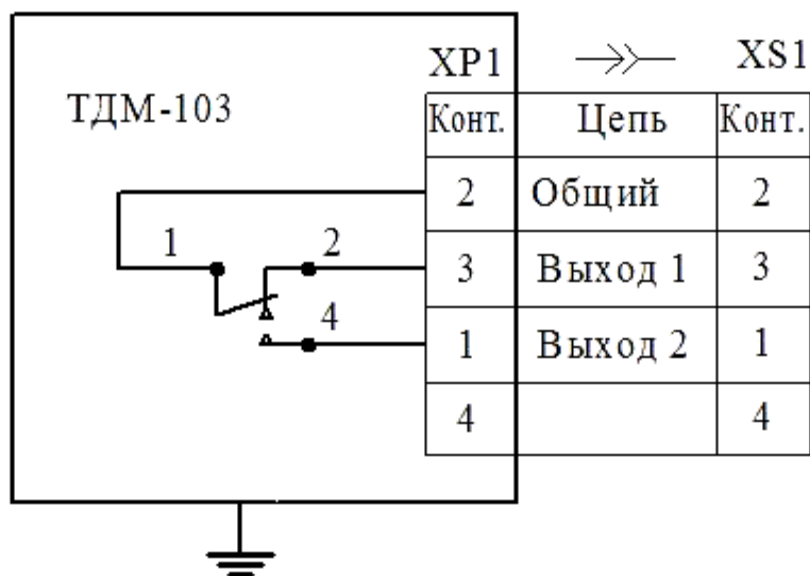 XP1 XS1
ТДМ-103
Конт. Цепь Конт.
2 Общий 2
1 2
3 Выход 1 3
4
1 Выход 2 1
4 4